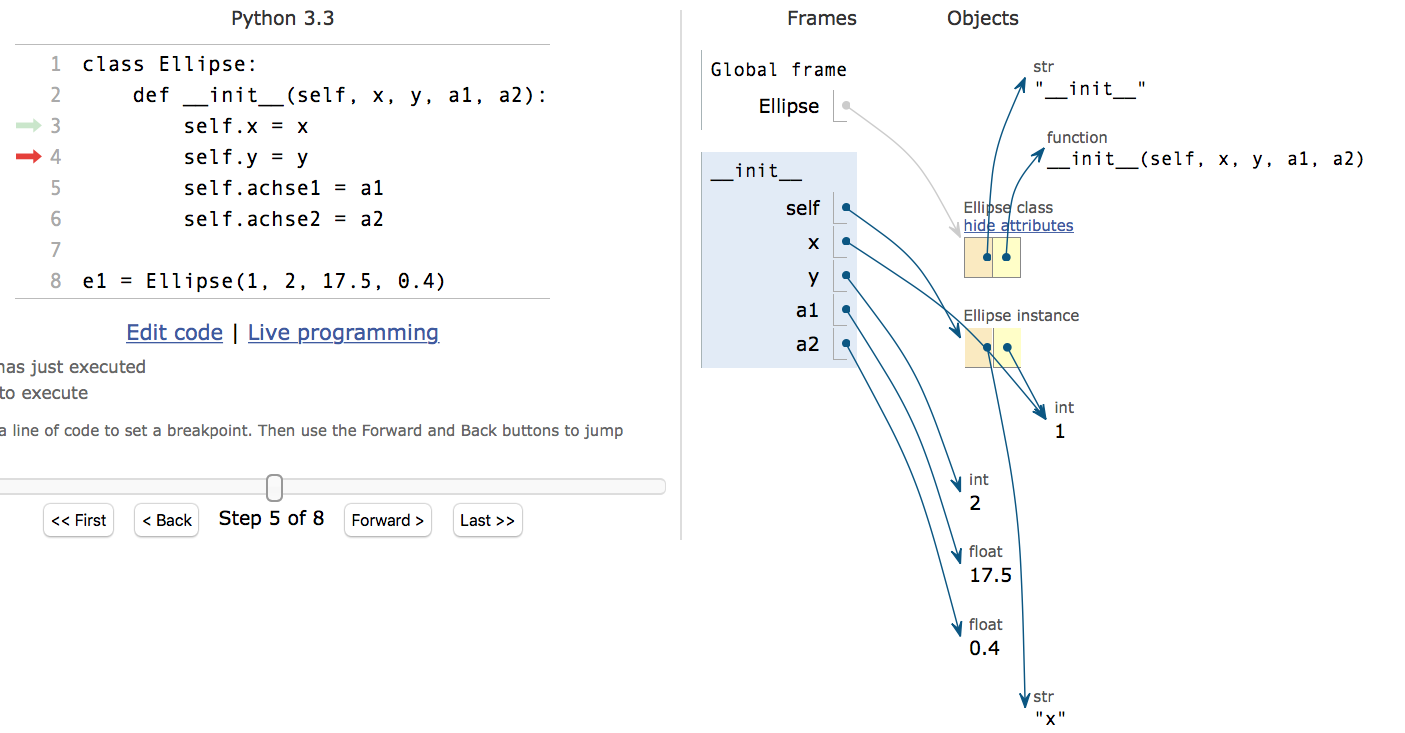 Python 3.3
1 class Ellipse:
2     def __init__(self, x, y, a1, a2):
3         self.x = x
4         self.y = y
5         self.achse1 = a1
6         self.achse2 = a2
7
8 e1 = Ellipse(1, 2, 17.5, 0.4)
Edit code | Live programming
has just executed
to execute
a line of code to set a breakpoint. Then use the Forward and Back buttons to jump
<< First
< Back
Step 5 of 8
Forward >
Last >>
Frames
Objects
Global frame
Ellipse
__init__
self
x
y
a1
a2
str
"__init__"
function
__init__(self, x, y, a1, a2)
Ellipse class
hide attributes
Ellipse instance
int
1
int
2
float
17.5
float
0.4
str
"x"